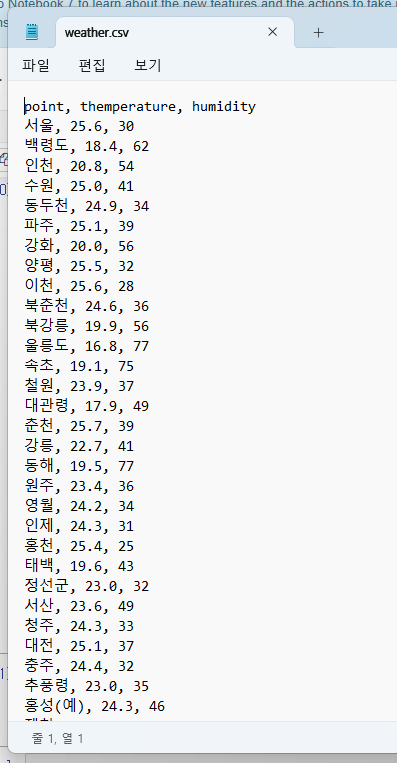 Notebook 7 to learn about the new features and the actions to take
weather.csv
파일 편집 보기
point, themperature, humidity
서울, 25.6, 30
백령도, 18.4, 62
인천, 20.8, 54
수원, 25.0, 41
동두천, 24.9, 34
파주, 25.1, 39
강화, 20.0, 56
양평, 25.5, 32
이천, 25.6, 28
북춘천, 24.6, 36
북강릉, 19.9, 56
울릉도, 16.8, 77
속초, 19.1, 75
철원, 23.9, 37
대관령, 17.9, 49
춘천, 25.7, 39
강릉, 22.7, 41
동해, 19.5, 77
원주, 23.4, 36
영월, 24.2, 34
인제, 24.3, 31
홍천, 25.4, 25
태백, 19.6, 43
정선군, 23.0, 32
서산, 23.6, 49
청주, 24.3, 33
대전, 25.1, 37
충주, 24.4, 32
추풍령, 23.0, 35
홍성(예), 24.3, 46
줄 1, 열 1